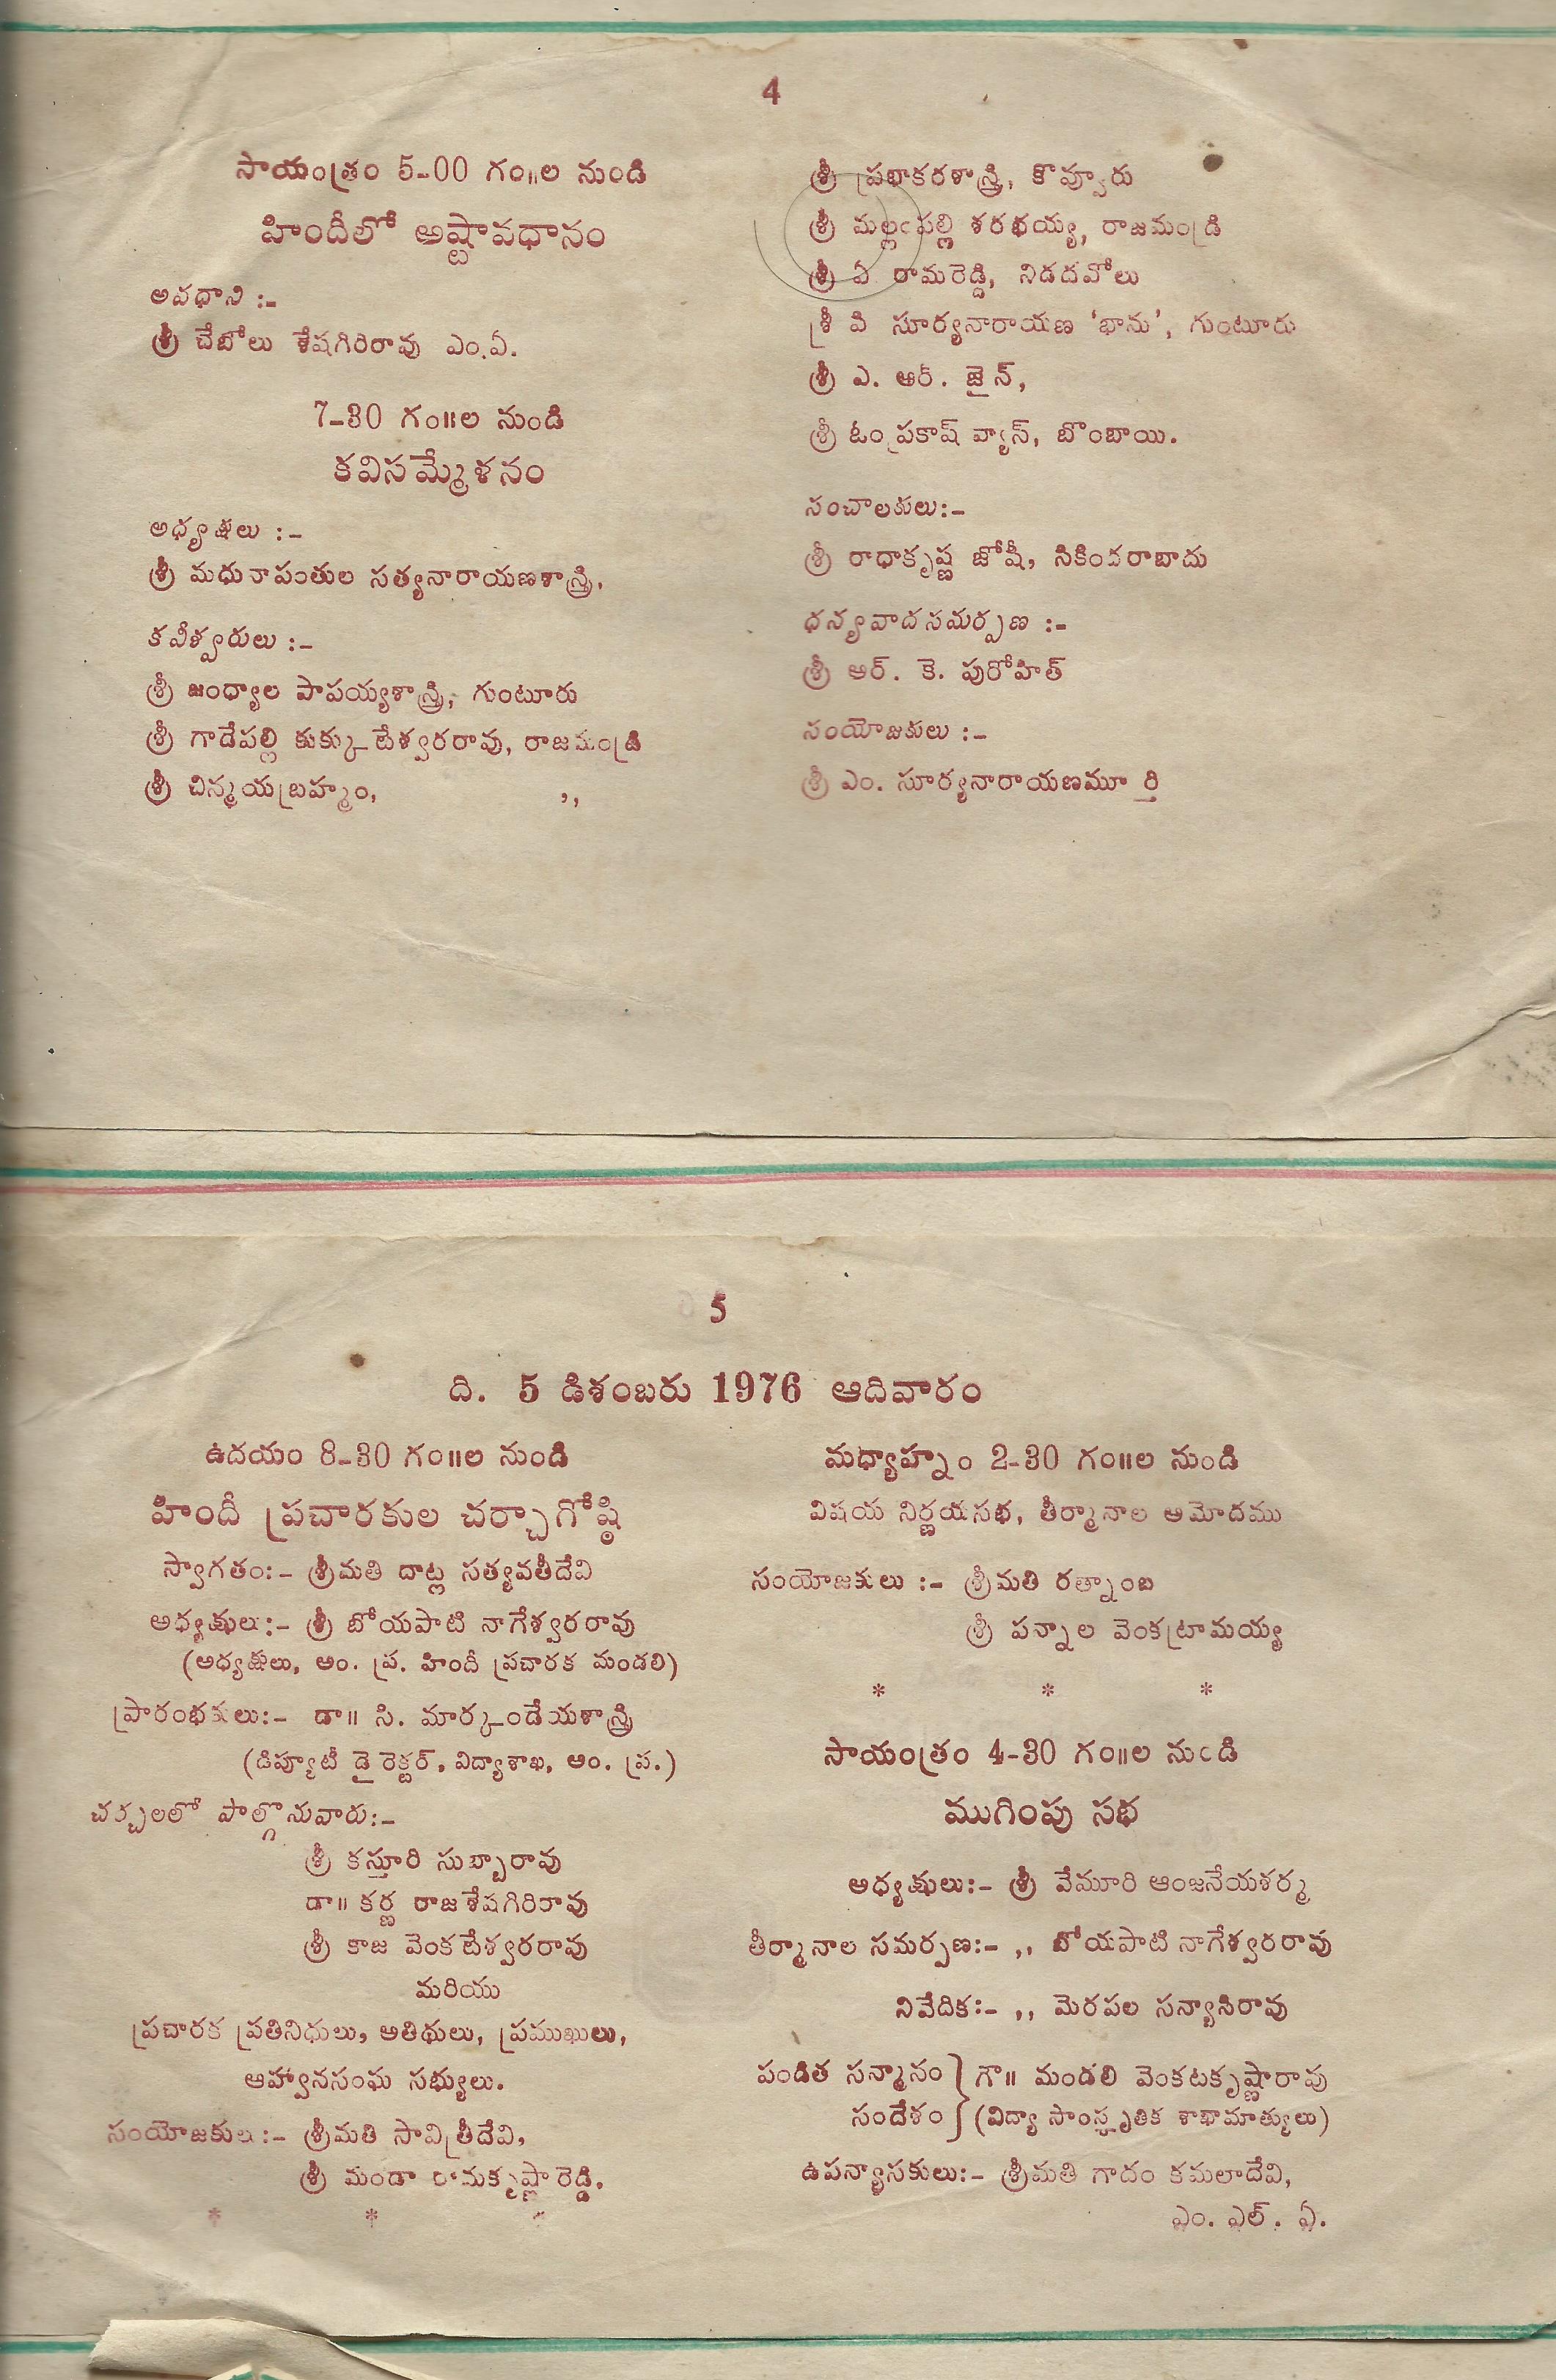 4
సాయంత్రం 5-00 గం॥ల నుండి
హిందీలో అష్టావధానం
అవధాని :-
శ్రీ చేబోలు శేషగిరిరావు ఎం.ఏ.
7-30 గం॥ల నుండి
కవిసమ్మేళనం
అధ్యక్షులు :-
శ్రీ మధునాపంతుల సత్యనారాయణశాస్త్రి.
కవీశ్వరులు :-
శ్రీ జంధ్యాల పాపయ్యశాస్త్రి, గుంటూరు
శ్రీ గాదేపల్లి కుక్కుటేశ్వరరావు, రాజమండ్రి
శ్రీ చిన్మయబ్రహ్మం, ,,
శ్రీ ప్రభాకరశాస్త్రి, కొవ్వూరు
శ్రీ మల్లంపల్లి శరభయ్య, రాజమండ్రి
శ్రీ ఏ రామరెడ్డి, నిడదవోలు
శ్రీ వి సూర్యనారాయణ 'భాను', గుంటూరు
శ్రీ ఎ. ఆర్. జైన్,
శ్రీ ఓంప్రకాష్ వ్యాస్, బొంబాయి.
సంచాలకులు:-
శ్రీ రాధాకృష్ణ జోషీ, సికిందరాబాదు
ధన్యవాదసమర్పణ :-
శ్రీ ఆర్. కె. పురోహిత్
సంయోజకులు :-
శ్రీ ఎం. సూర్యనారాయణమూర్తి
5
ది. 5 డిశంబరు 1976 ఆదివారం
ఉదయం 8-30 గం॥ల నుండి
హిందీ ప్రచారకుల చర్చాగోష్ఠి
స్వాగతం:- శ్రీమతి దాట్ల సత్యవతీదేవి
అధ్యక్షులు:- శ్రీ బోయపాటి నాగేశ్వరరావు
(అధ్యక్షులు, ఆం. ప్ర. హిందీ ప్రచారక మండలి)
ప్రారంభకులు:- డా॥ సి. మార్కండేయశాస్త్రి
(డిప్యూటీ డైరెక్టర్, విద్యాశాఖ, ఆం. ప్ర.)
చర్చలలో పాల్గొనువారు:-
శ్రీ కస్తూరి సుబ్బారావు
డా॥ కర్ణ రాజశేషగిరిరావు
శ్రీ కాజ వెంకటేశ్వరరావు
మరియు
ప్రచారక ప్రతినిధులు, అతిథులు, ప్రముఖులు,
ఆహ్వానసంఘ సభ్యులు.
సంయోజకులు:- శ్రీమతి సావిత్రీదేవి,
శ్రీ మండా రామకృష్ణారెడ్డి.
* * *
మధ్యాహ్నం 2-30 గం॥ల నుండి
విషయ నిర్ణయసభ, తీర్మానాల ఆమోదము
సంయోజకులు :- శ్రీమతి రత్నాంబ
శ్రీ పన్నాల వెంకట్రామయ్య
* * *
సాయంత్రం 4-30 గం॥ల నుండి
ముగింపు సభ
అధ్యక్షులు:- శ్రీ వేమూరి ఆంజనేయశర్మ
తీర్మానాల సమర్పణ:- ,, బోయపాటి నాగేశ్వరరావు
నివేదిక:- ,, మెరపల సన్యాసిరావు
పండిత సన్మానం } గౌ॥ మండలి వెంకటకృష్ణారావు
సందేశం } (విద్యా సాంస్కృతిక శాఖామాత్యులు)
ఉపన్యాసకులు:- శ్రీమతి గాదం కమలాదేవి,
ఎం. ఎల్. ఏ.